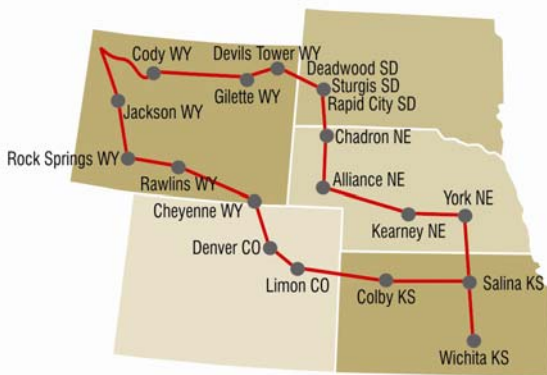 Cody WY
Devils Tower WY
Gilette WY
Deadwood SD
Sturgis SD
Rapid City SD
Jackson WY
Chadron NE
Rock Springs WY
Rawlins WY
Alliance NE
Cheyenne WY
York NE
Kearney NE
Denver CO
Limon CO
Colby KS
Salina KS
Wichita KS